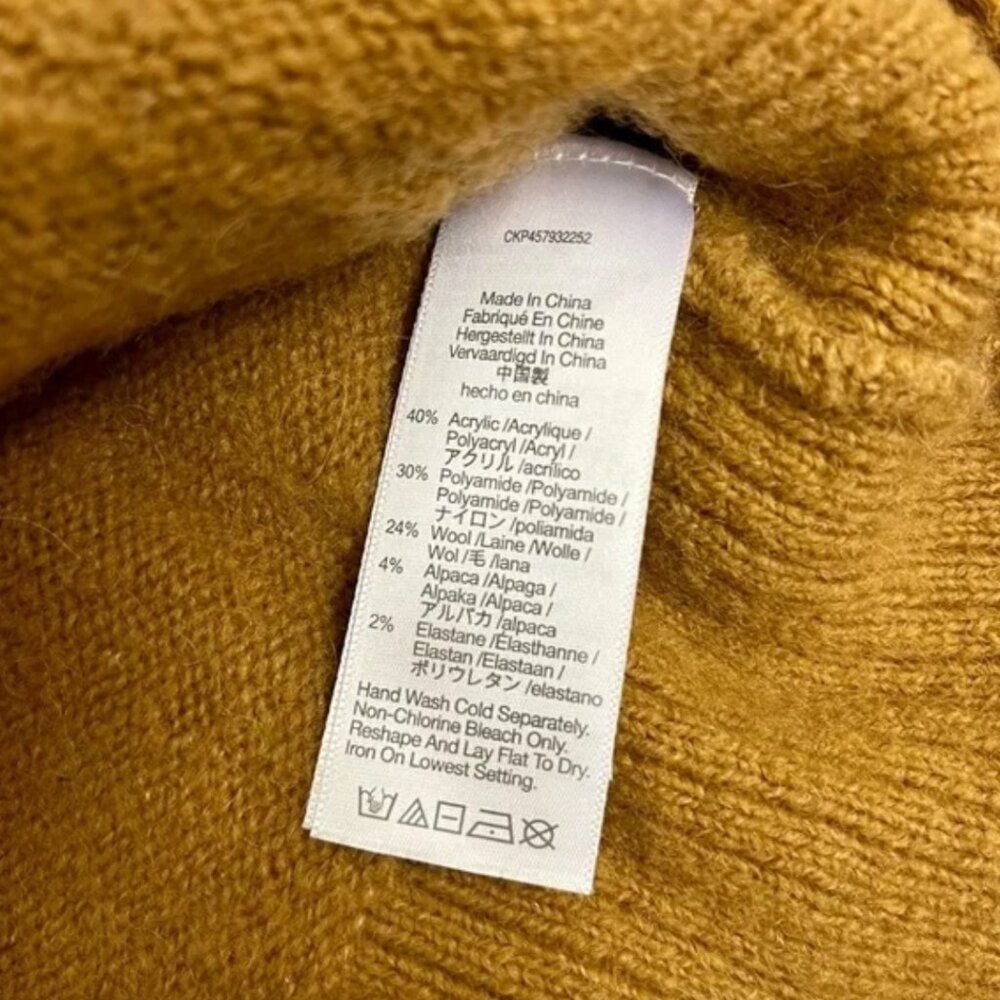 CKP457932252
Made In China
Fabriqué En Chine
Hergestellt In China
Vervaardigd In China
中国製
hecho en china
40% Acrylic /Acrylique /
Polyacryl /Acryl /
アクリル /acrílico
30% Polyamide /Polyamide /
Polyamide /Polyamide /
ナイロン /poliamida
24% Wool /Laine /Wolle /
Wol /毛 /lana
4% Alpaca /Alpaga /
Alpaka /Alpaca /
アルパカ /alpaca
2% Elastane /Elasthanne /
Elastan /Elastaan /
ポリウレタン /elastano
Hand Wash Cold Separately.
Non-Chlorine Bleach Only.
Reshape And Lay Flat To Dry.
Iron On Lowest Setting.